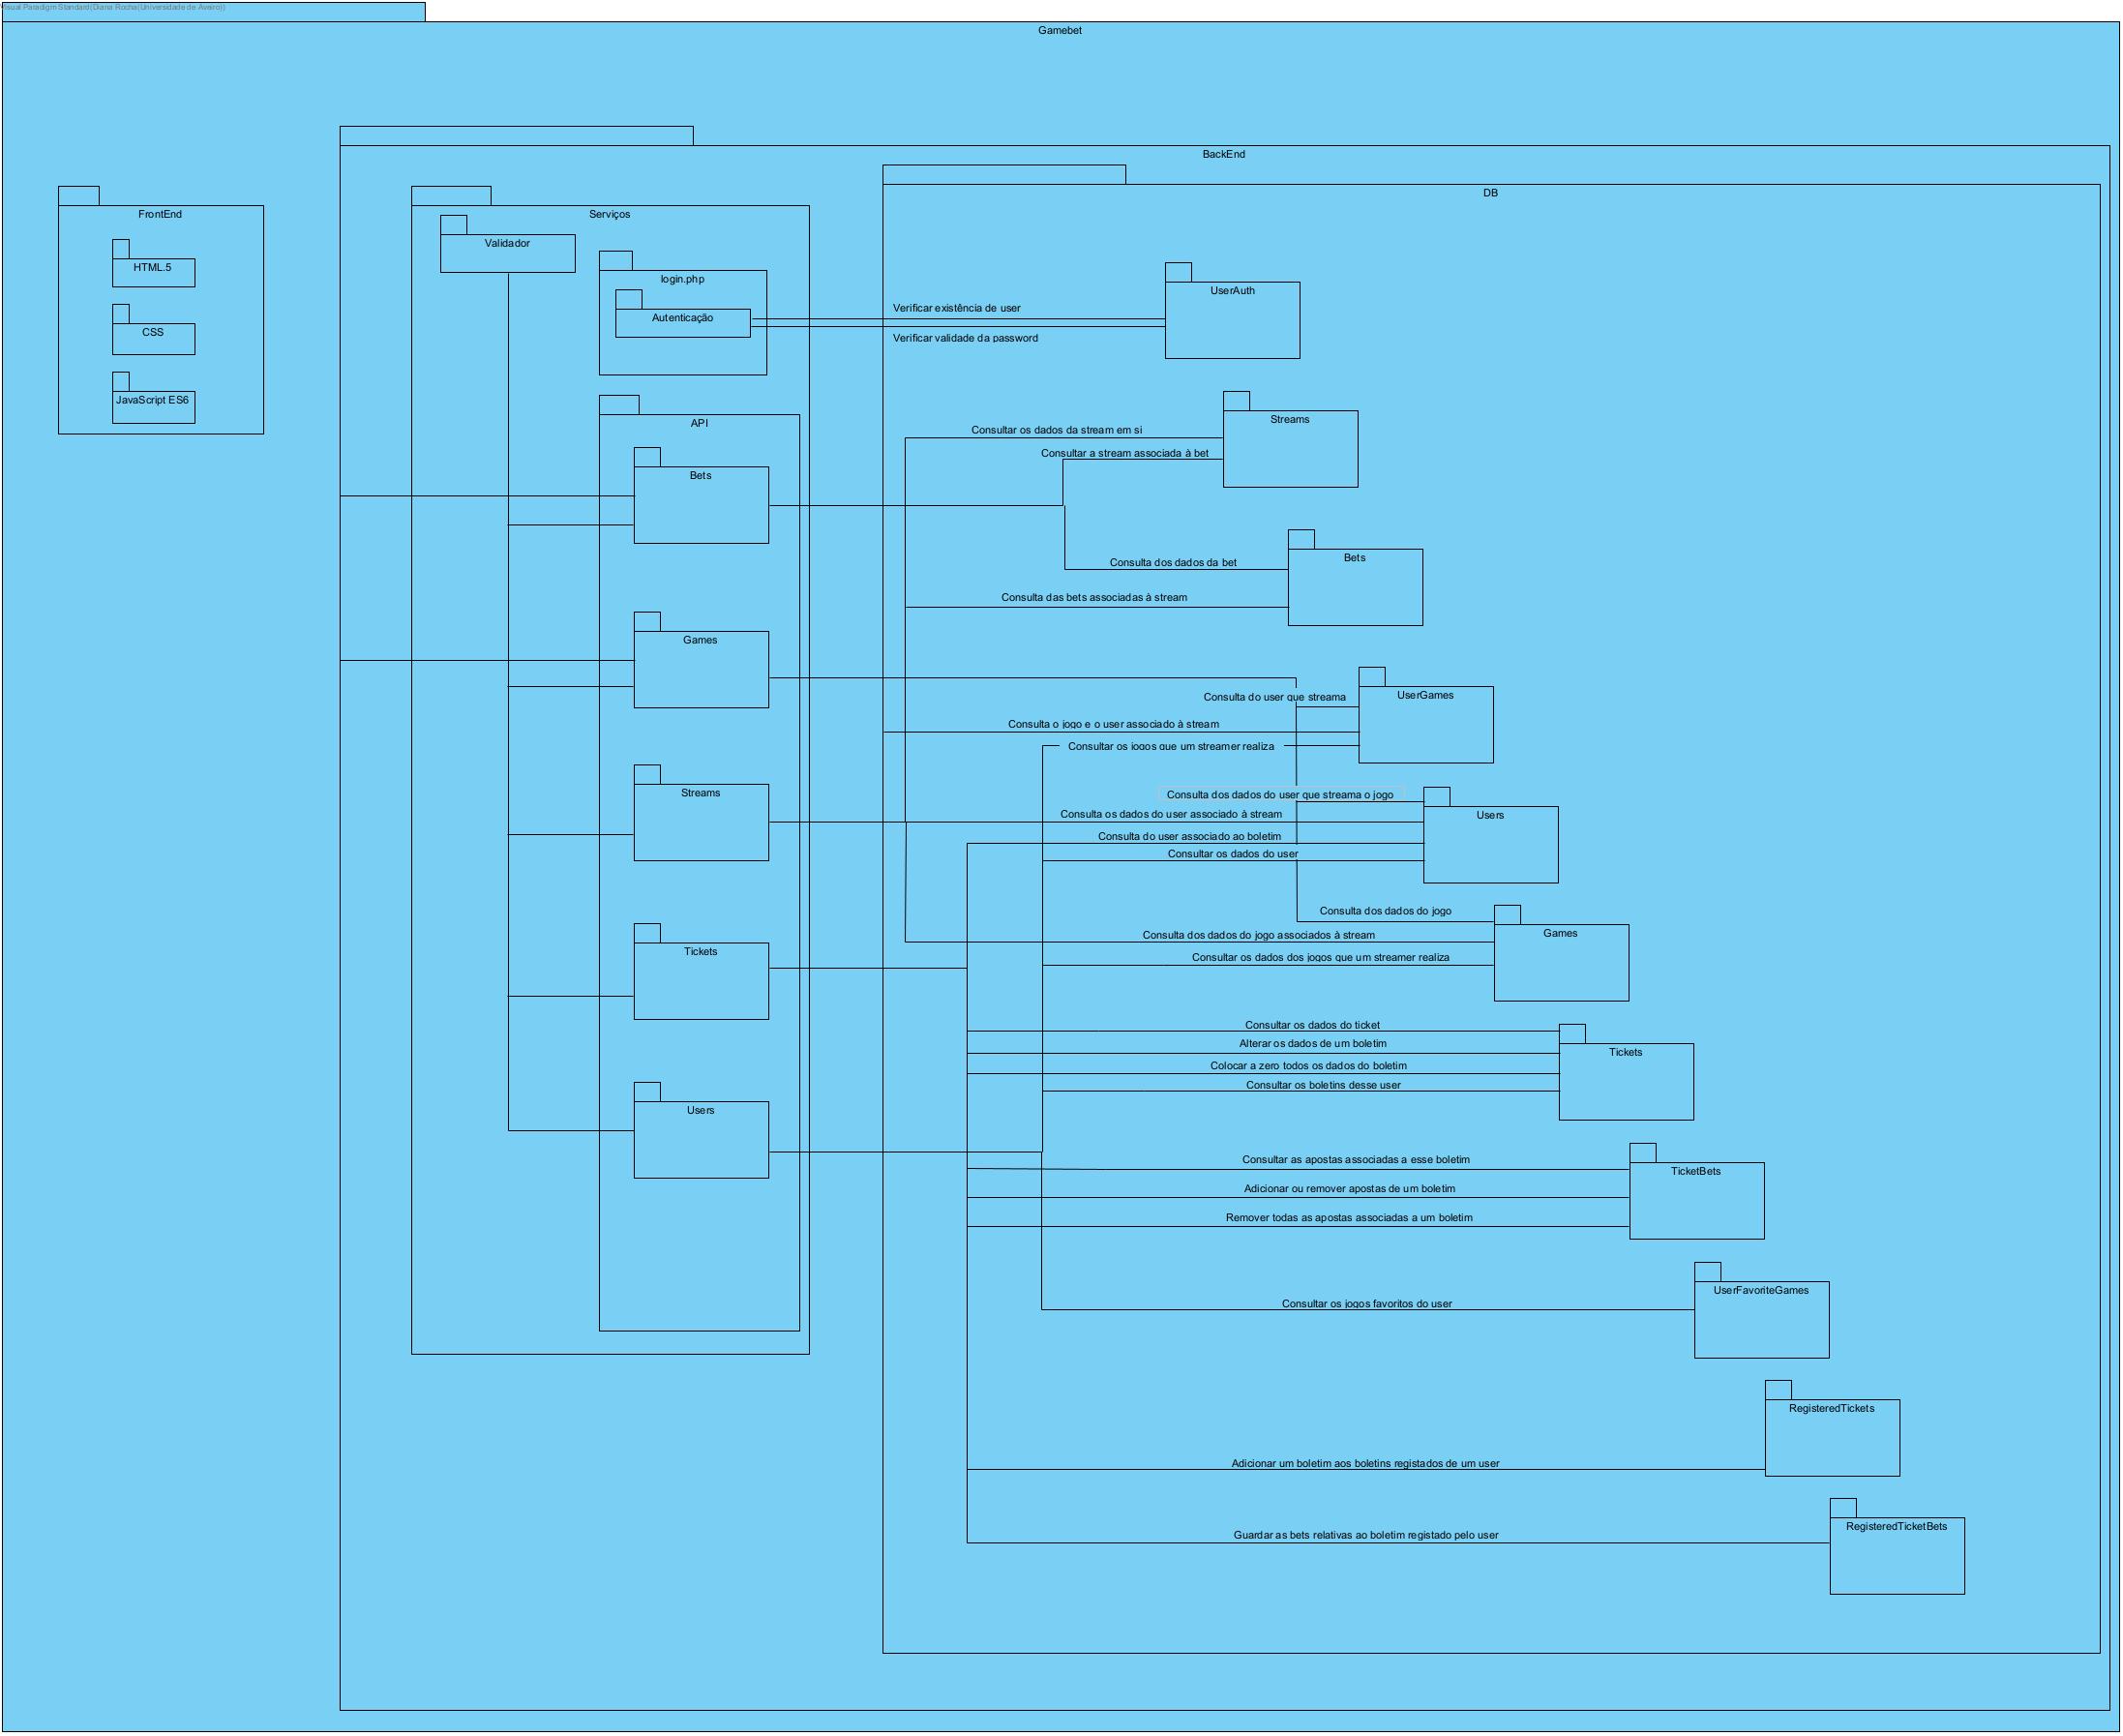 Visual Paradigm Standard(Diana Rocha(Universidade de Aveiro))
Gamebet
BackEnd
DB
FrontEnd
HTML.5
CSS
JavaScript ES6
Serviços
Validador
login.php
Autenticação
API
Bets
Games
Streams
Tickets
Users
Verificar existência de user
Verificar validade da password
UserAuth
Streams
Consultar os dados da stream em si
Consultar a stream associada à bet
Bets
Consulta dos dados da bet
Consulta das bets associadas à stream
UserGames
Consulta do user que streama
Consulta o jogo e o user associado à stream
Consultar os jogos que um streamer realiza
Consulta dos dados do user que streama o jogo
Consulta os dados do user associado à stream
Users
Consulta do user associado ao boletim
Consultar os dados do user
Consulta dos dados do jogo
Games
Consulta dos dados do jogo associados à stream
Consultar os dados dos jogos que um streamer realiza
Consultar os dados do ticket
Alterar os dados de um boletim
Tickets
Colocar a zero todos os dados do boletim
Consultar os boletins desse user
Consultar as apostas associadas a esse boletim
TicketBets
Adicionar ou remover apostas de um boletim
Remover todas as apostas associadas a um boletim
UserFavoriteGames
Consultar os jogos favoritos do user
RegisteredTickets
Adicionar um boletim aos boletins registados de um user
RegisteredTicketBets
Guardar as bets relativas ao boletim registado pelo user